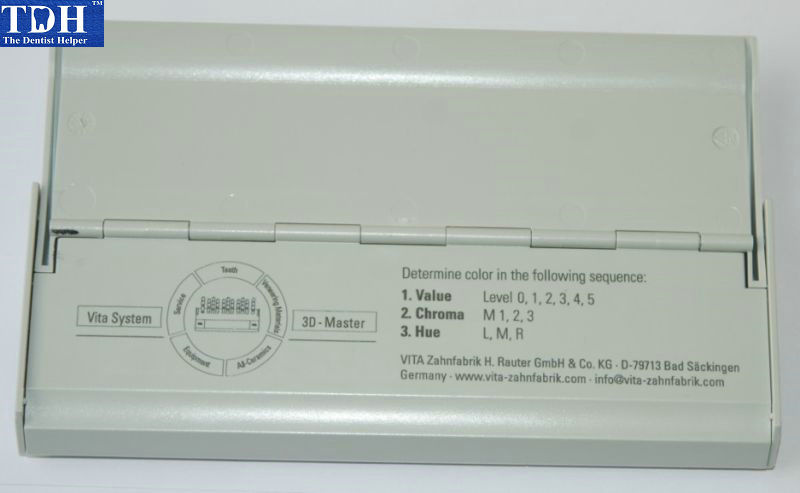 TDH™
The Dentist Helper
Teeth
Veneering Materials
Service
Vita System
3D-Master
Equipment
All-Ceramics
Determine color in the following sequence:
1. Value Level 0, 1, 2, 3, 4, 5
2. Chroma M 1, 2, 3
3. Hue L, M, R
VITA Zahnfabrik H. Rauter GmbH & Co. KG · D-79713 Bad Säckingen
Germany · www.vita-zahnfabrik.com · info@vita-zahnfabrik.com